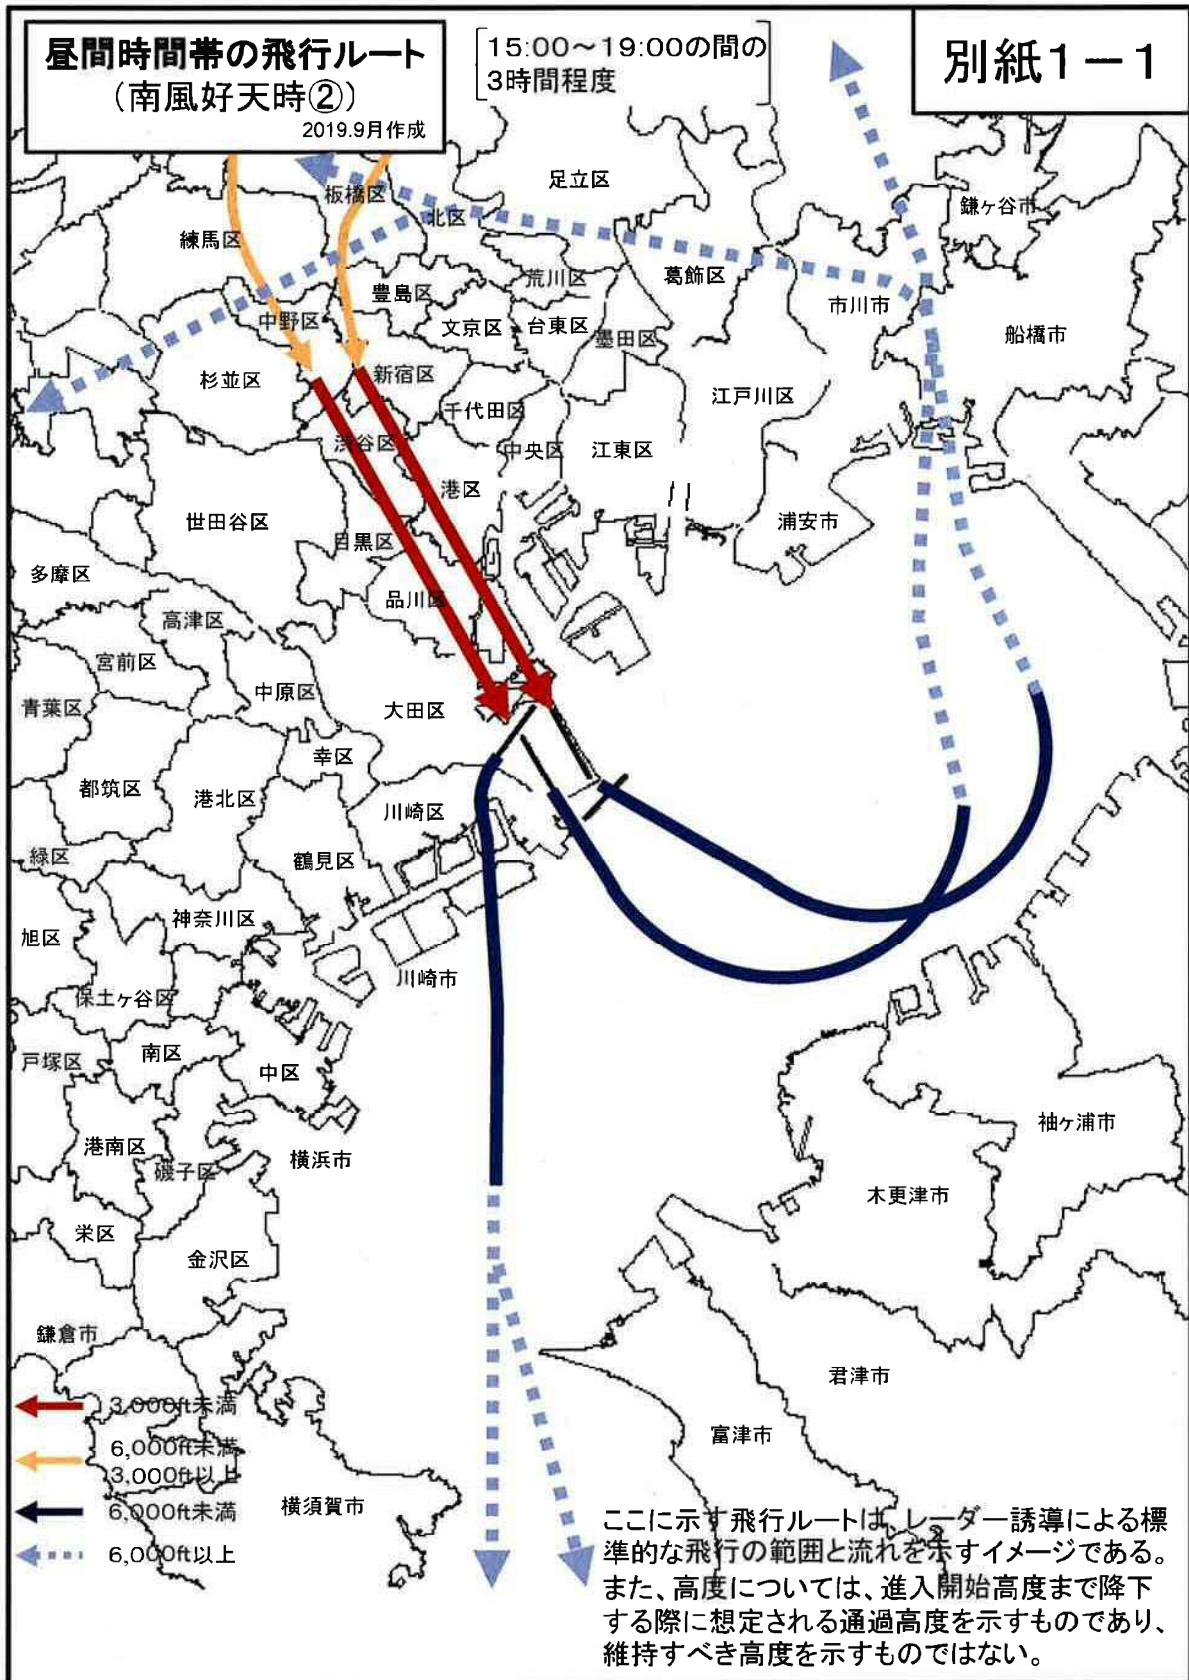 昼間時間帯の飛行ルート
(南風好天時②))
2019.9月作成
15:00～19:00の間の
3時間程度
別紙1－1
足立区
板橋区
北区
鎌ヶ谷市
練馬区
葛飾区
荒川区
豊島区
市川市
中野区
文京区
台東区
墨田区
船橋市
杉並区
新宿区
江戸川区
千代田区
渋谷区
中央区
江東区
港区
世田谷区
浦安市
目黒区
多摩区
品川区
高津区
宮前区
中原区
青葉区
大田区
幸区
都筑区
港北区
川崎区
緑区
鶴見区
旭区
神奈川区
川崎市
保土ヶ谷区
戸塚区
南区
中区
袖ヶ浦市
港南区
横浜市
磯子区
木更津市
栄区
金沢区
鎌倉市
君津市
富津市
横須賀市
3,000ft未満
6,000ft未満
3,000ft以上
6,000ft未満
6,000ft以上
ここに示す飛行ルートは、レーダー誘導による標
準的な飛行の範囲と流れを示すイメージである。
また、高度については、進入開始高度まで降下
する際に想定される通過高度を示すものであり、
維持すべき高度を示すものではない。